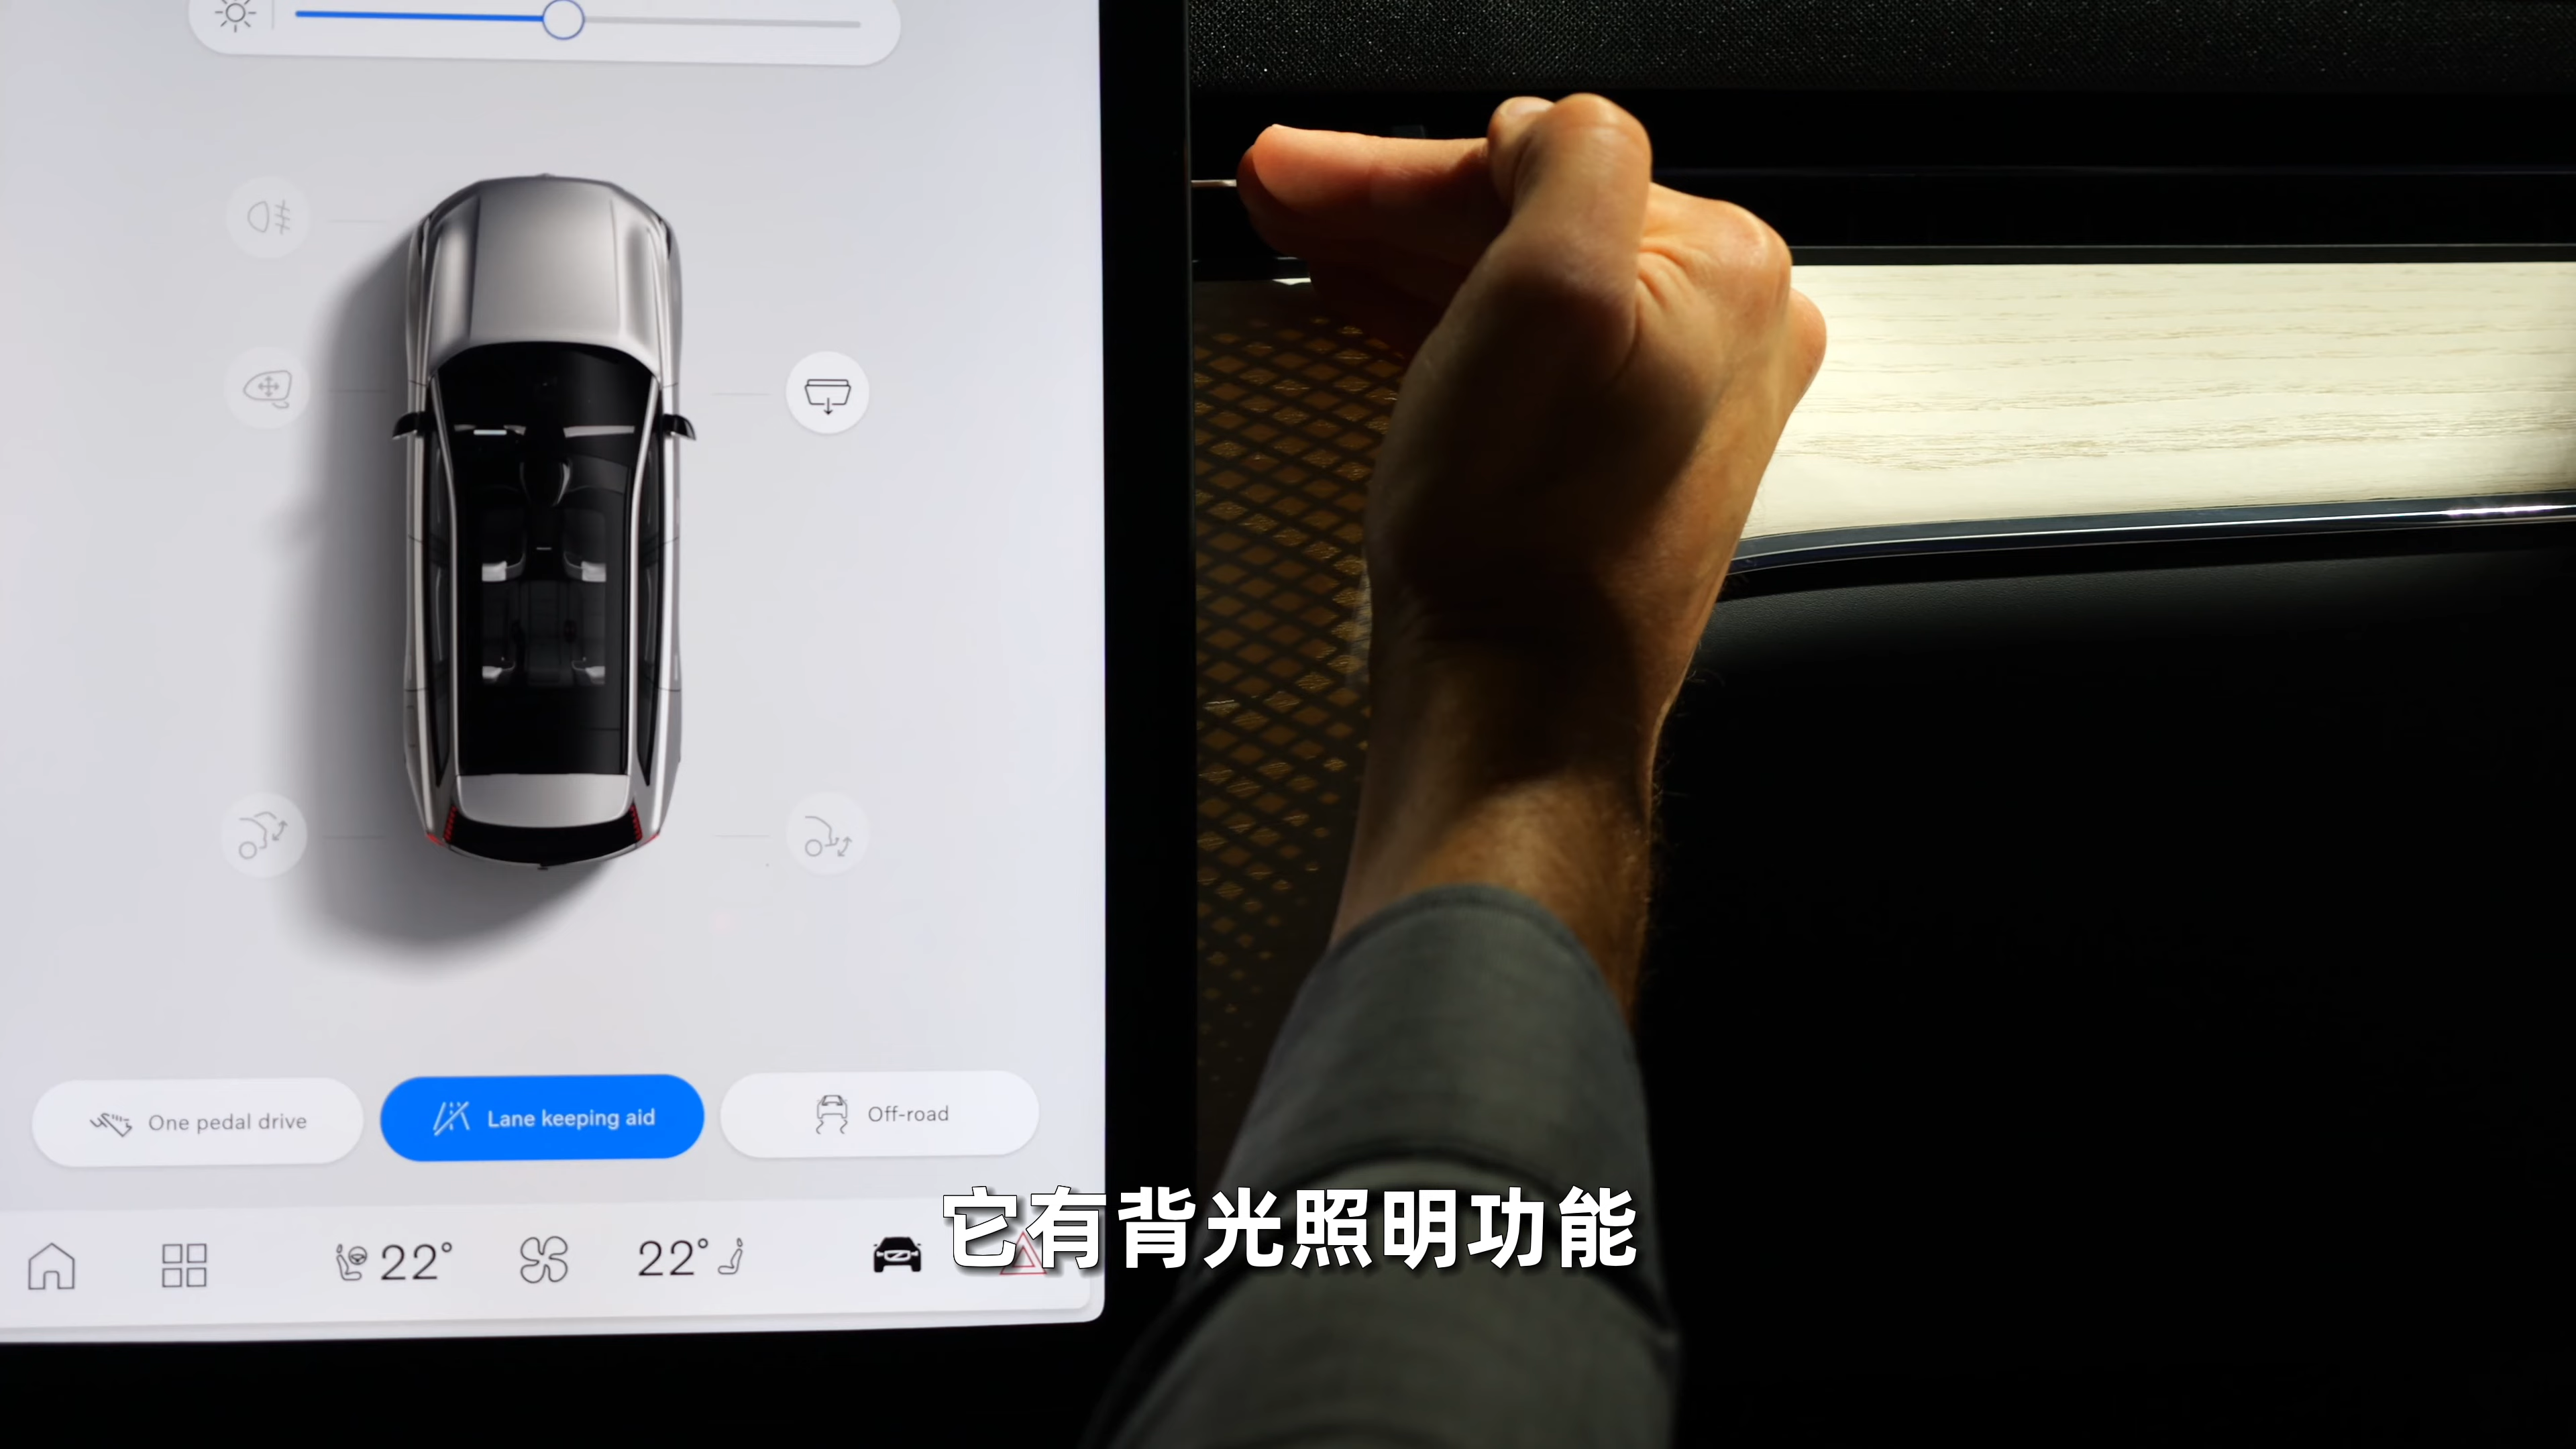 One pedal drive
Lane keeping aid
Off-road
22°
22°
它有背光照明功能